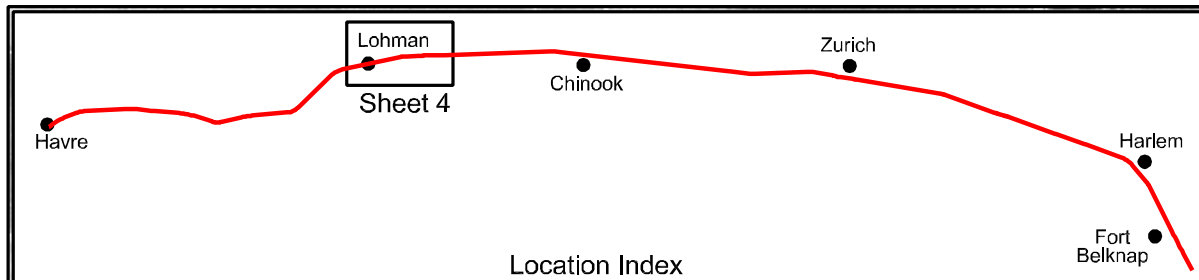 Lohman
Zurich
Chinook
Sheet 4
Havre
Harlem
Fort
Belknap
Location Index